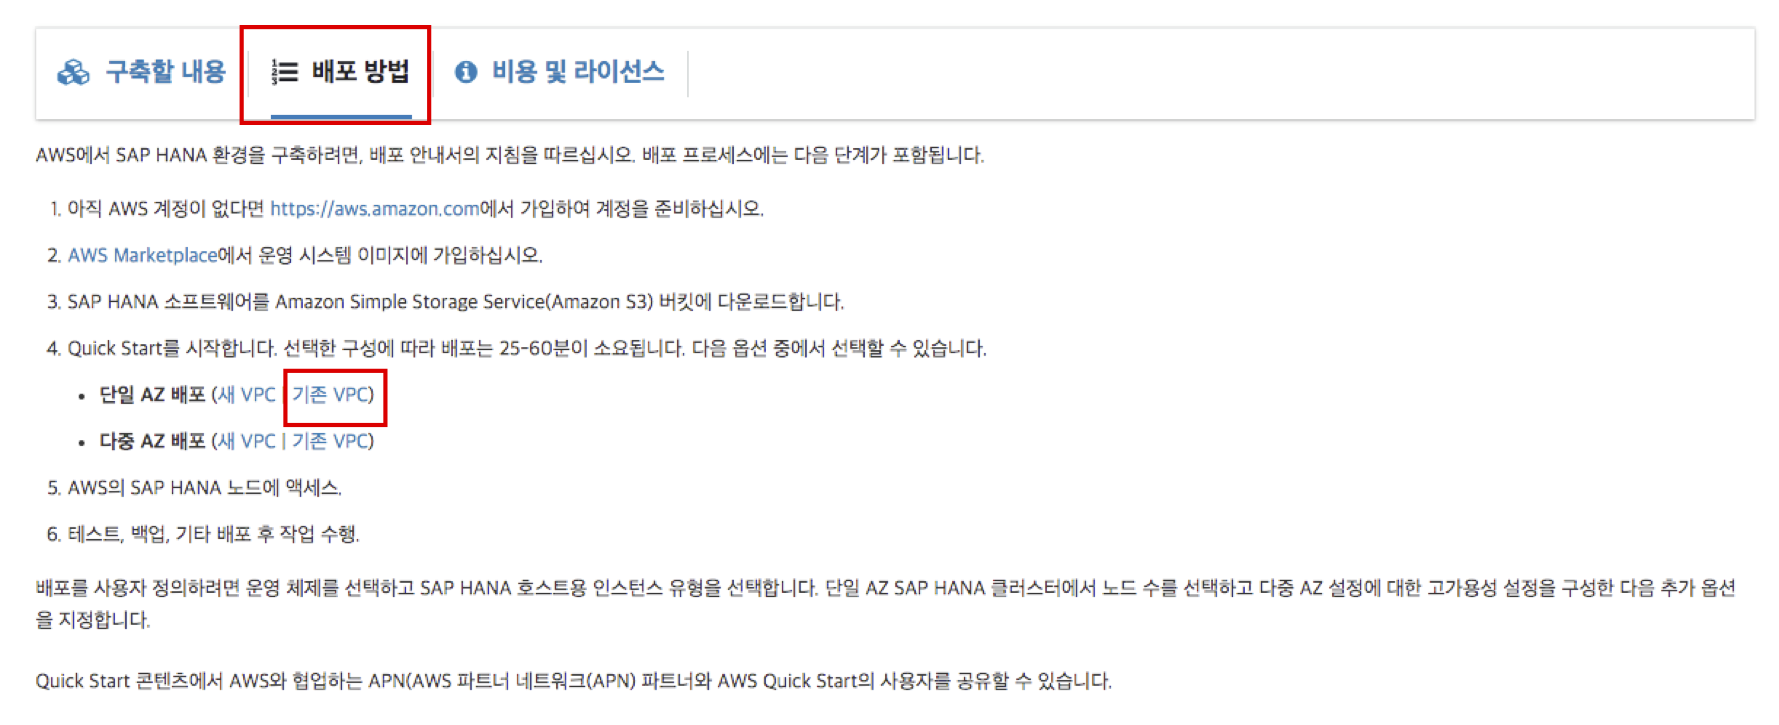 구축할 내용
배포 방법
비용 및 라이선스
AWS에서 SAP HANA 환경을 구축하려면, 배포 안내서의 지침을 따르십시오. 배포 프로세스에는 다음 단계가 포함됩니다.
1. 아직 AWS 계정이 없다면 https://aws.amazon.com에서 가입하여 계정을 준비하십시오.
2. AWS Marketplace에서 운영 시스템 이미지에 가입하십시오.
3. SAP HANA 소프트웨어를 Amazon Simple Storage Service(Amazon S3) 버킷에 다운로드합니다.
4. Quick Start를 시작합니다. 선택한 구성에 따라 배포는 25-60분이 소요됩니다. 다음 옵션 중에서 선택할 수 있습니다.
• 단일 AZ 배포 (새 VPC | 기존 VPC)
• 다중 AZ 배포 (새 VPC | 기존 VPC)
5. AWS의 SAP HANA 노드에 액세스.
6. 테스트, 백업, 기타 배포 후 작업 수행.
배포를 사용자 정의하려면 운영 체제를 선택하고 SAP HANA 호스트용 인스턴스 유형을 선택합니다. 단일 AZ SAP HANA 클러스터에서 노드 수를 선택하고 다중 AZ 설정에 대한 고가용성 설정을 구성한 다음 추가 옵션
을 지정합니다.
Quick Start 콘텐츠에서 AWS와 협업하는 APN(AWS 파트너 네트워크(APN) 파트너와 AWS Quick Start의 사용자를 공유할 수 있습니다.